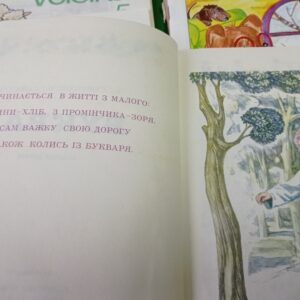 ЧИНАЄТЬСЯ В ЖИТТІ З МАЛОГО:
ХЛІБ, З ПРОМІНЧИКА-ЗОРЯ,
САМ ВАЖКУ СВОЮ ДОРОГУ
КОЛИСЬ ІЗ БУКВАРЯ.